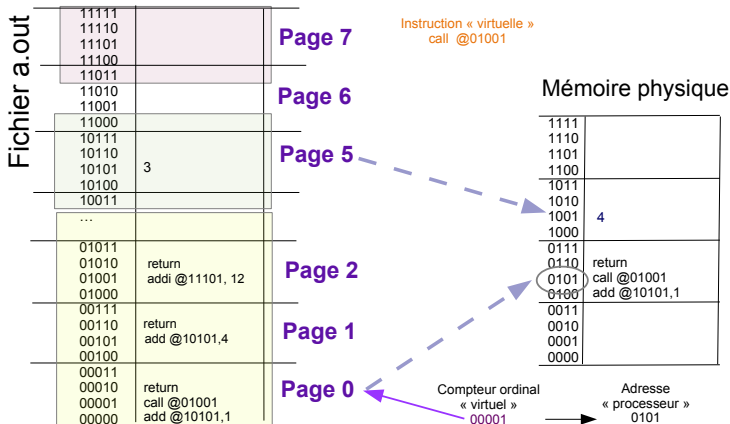 Fichier a.out
11111
11110
11101
11100
Page 7
11011
11010
11001
11000
Page 6
10111
10110
10101 3
10100
Page 5
10011
...
01011
01010 return
01001 addi @11101, 12
01000
Page 2
00111
00110 return
00101 add @10101,4
00100
Page 1
00011
00010 return
00001 call @01001
00000 add @10101,1
Page 0
Instruction « virtuelle »
call @01001
Mémoire physique
1111
1110
1101
1100
1011
1010
1001 4
1000
0111
0110 return
0101 call @01001
0100 add @10101,1
0011
0010
0001
0000
Compteur ordinal
« virtuel »
00001
Adresse
« processeur »
0101